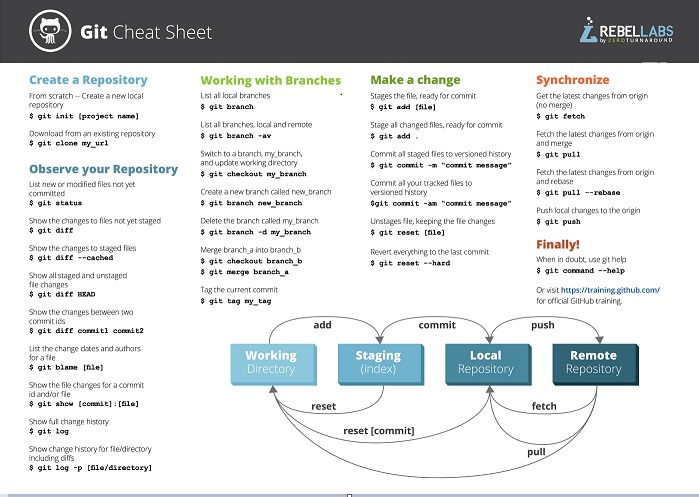 Git Cheat Sheet
REBELLABS
by ZEROTURNAROUND
Create a Repository
From scratch -- Create a new local
repository
$ git init [project name]
Download from an existing repository
$ git clone my_url
Observe your Repository
List new or modified files not yet
committed
$ git status
Show the changes to files not yet staged
$ git diff
Show the changes to staged files
$ git diff --cached
Show all staged and unstaged
file changes
$ git diff HEAD
Show the changes between two
commit ids
$ git diff commit1 commit2
List the change dates and authors
for a file
$ git blame [file]
Show the file changes for a commit
id and/or file
$ git show [commit]:[file]
Show full change history
$ git log
Show change history for file/directory
including diffs
$ git log -p [file/directory]
Working with Branches
List all local branches
$ git branch
List all branches, local and remote
$ git branch -av
Switch to a branch, my_branch,
and update working directory
$ git checkout my_branch
Create a new branch called new_branch
$ git branch new_branch
Delete the branch called my_branch
$ git branch -d my_branch
Merge branch_a into branch_b
$ git checkout branch_b
$ git merge branch_a
Tag the current commit
$ git tag my_tag
Make a change
Stages the file, ready for commit
$ git add [file]
Stage all changed files, ready for commit
$ git add .
Commit all staged files to versioned history
$ git commit -m “commit message”
Commit all your tracked files to
versioned history
$git commit -am “commit message”
Unstages file, keeping the file changes
$ git reset [file]
Revert everything to the last commit
$ git reset --hard
Synchronize
Get the latest changes from origin
(no merge)
$ git fetch
Fetch the latest changes from origin
and merge
$ git pull
Fetch the latest changes from origin
and rebase
$ git pull --rebase
Push local changes to the origin
$ git push
Finally!
When in doubt, use git help
$ git command --help
Or visit https://training.github.com/
for official GitHub training.
add
commit
push
Working
Directory
Staging
(index)
Local
Repository
Remote
Repository
reset
fetch
reset [commit]
pull